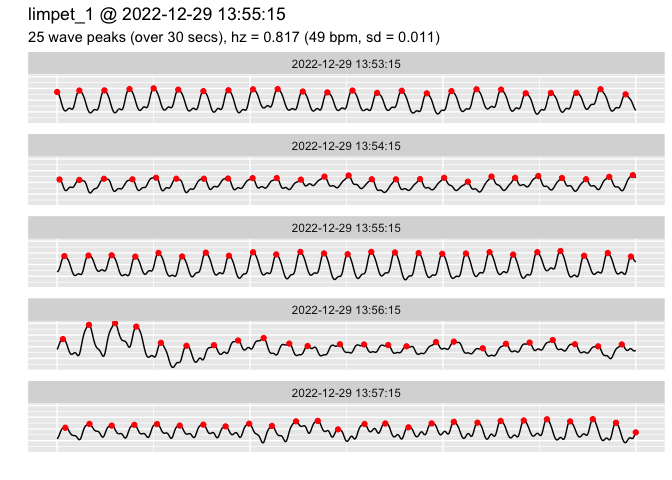 limpet_1 @ 2022-12-29 13:55:15
25 wave peaks (over 30 secs), hz = 0.817 (49 bpm, sd = 0.011)
2022-12-29 13:53:15
2022-12-29 13:54:15
2022-12-29 13:55:15
2022-12-29 13:56:15
2022-12-29 13:57:15